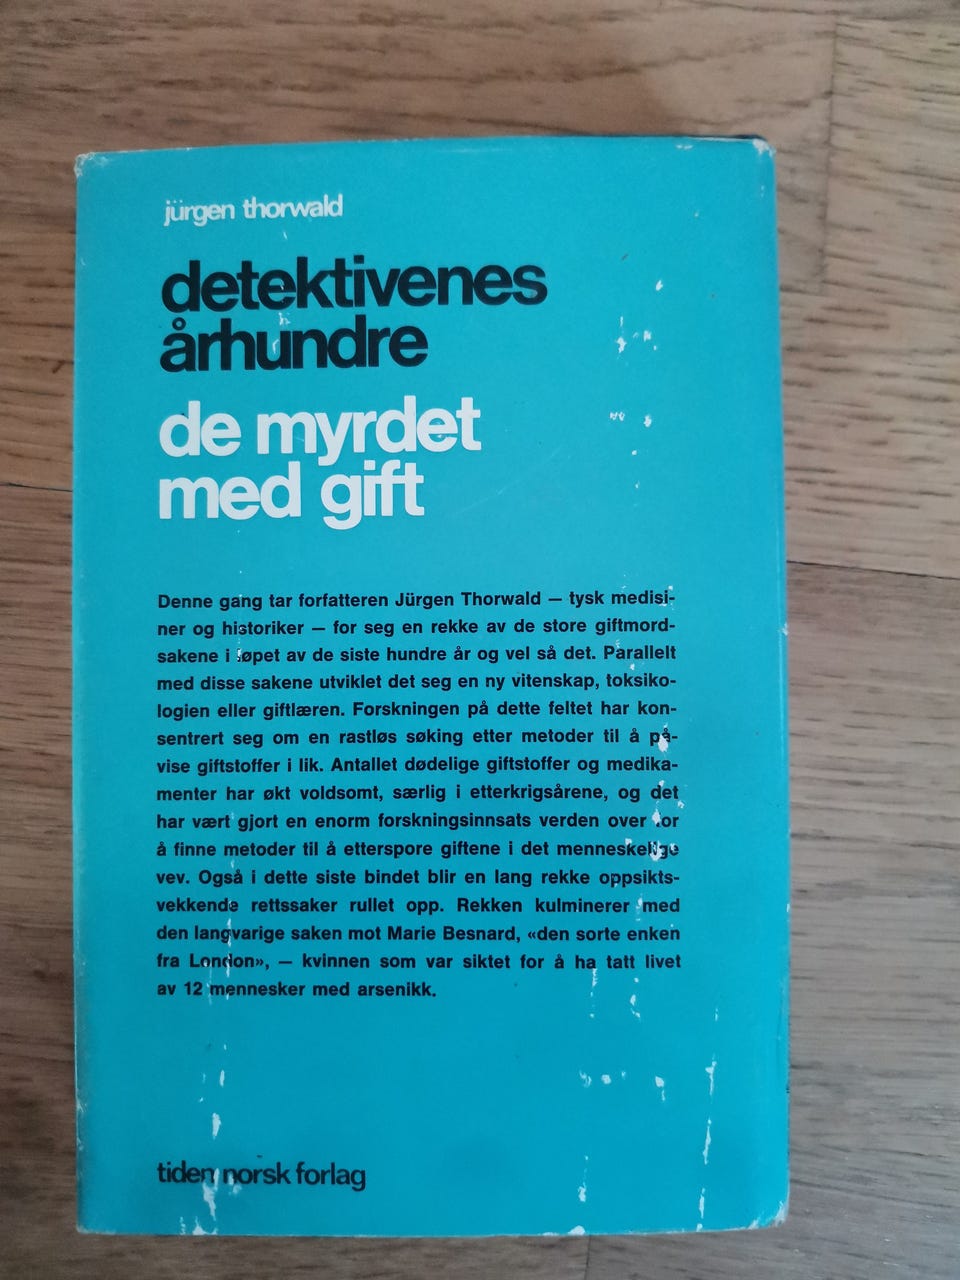 jürgen thorwald
detektivenes
århundre
de myrdet
med gift
Denne gang tar forfatteren Jürgen Thorwald — tysk medisi-
ner og historiker — for seg en rekke av de store giftmord-
sakene i løpet av de siste hundre år og vel så det. Parallelt
med disse sakene utviklet det seg en ny vitenskap, toksiko-
logien eller giftlæren. Forskningen på dette feltet har kon-
sentrert seg om en rastløs søking etter metoder til å på-
vise giftstoffer i lik. Antallet dødelige giftstoffer og medika-
menter har økt voldsomt, særlig i etterkrigsårene, og det
har vært gjort en enorm forskningsinnsats verden over for
å finne metoder til å etterspore giftene i det menneskelige
vev. Også i dette siste bindet blir en lang rekke oppsikts-
vekkende rettssaker rullet opp. Rekken kulminerer med
den langvarige saken mot Marie Besnard, «den sorte enken
fra London», — kvinnen som var siktet for å ha tatt livet
av 12 mennesker med arsenikk.
tiden norsk forlag